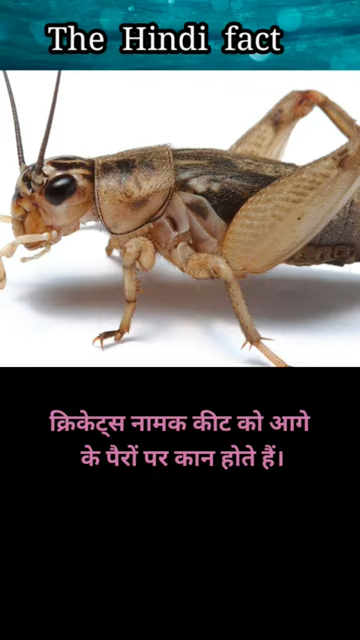 The Hindi fact
क्रिकेट्स नामक कीट को आगे
के पैरों पर कान होते हैं।